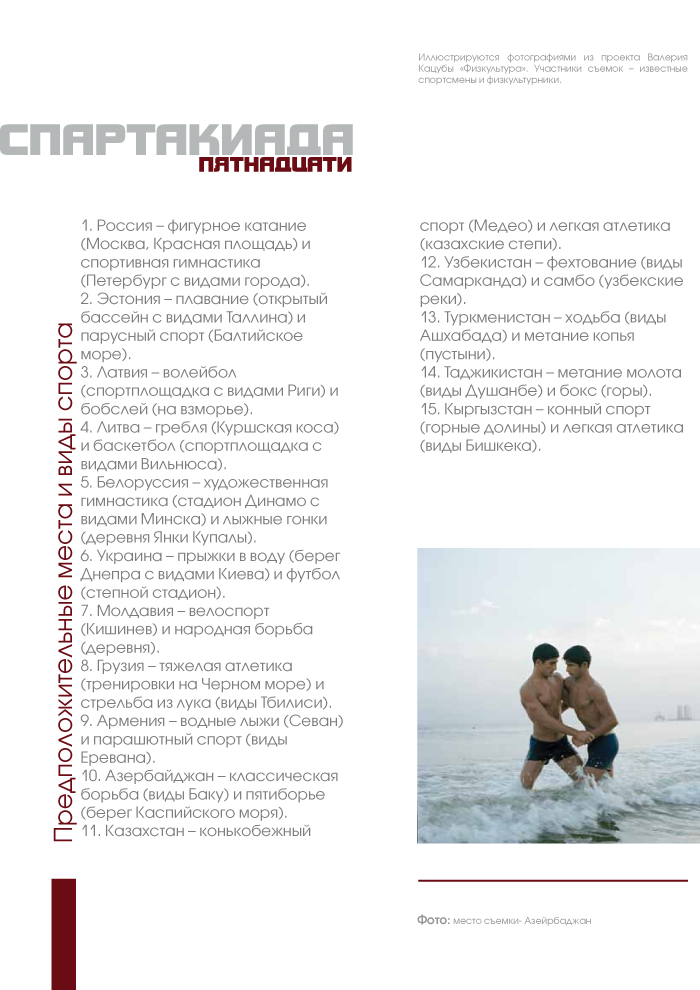 Иллюстрируются фотографиями из проекта Валерия
Кацубы «Физкультура». Участники съемок – известные
спортсмены и физкультурники.
СПАРТАКИАДА
ПЯТНАДЦАТИ
Предположительные места и виды спорта
1. Россия – фигурное катание
(Москва, Красная площадь) и
спортивная гимнастика
(Петербург с видами города).
2. Эстония – плавание (открытый
бассейн с видами Таллина) и
парусный спорт (Балтийское
море).
3. Латвия – волейбол
(спортплощадка с видами Риги) и
бобслей (на взморье).
4. Литва – гребля (Куршская коса)
и баскетбол (спортплощадка с
видами Вильнюса).
5. Белоруссия – художественная
гимнастика (стадион Динамо с
видами Минска) и лыжные гонки
(деревня Янки Купалы).
6. Украина – прыжки в воду (берег
Днепра с видами Киева) и футбол
(степной стадион).
7. Молдавия – велоспорт
(Кишинев) и народная борьба
(деревня).
8. Грузия – тяжелая атлетика
(тренировки на Черном море) и
стрельба из лука (виды Тбилиси).
9. Армения – водные лыжи (Севан)
и парашютный спорт (виды
Еревана).
10. Азербайджан – классическая
борьба (виды Баку) и пятиборье
(берег Каспийского моря).
11. Казахстан – конькобежный
спорт (Медео) и легкая атлетика
(казахские степи).
12. Узбекистан – фехтование (виды
Самарканда) и самбо (узбекские
реки).
13. Туркменистан – ходьба (виды
Ашхабада) и метание копья
(пустыни).
14. Таджикистан – метание молота
(виды Душанбе) и бокс (горы).
15. Кыргызстан – конный спорт
(горные долины) и легкая атлетика
(виды Бишкека).
Фото: место съемки- Азейрбаджан